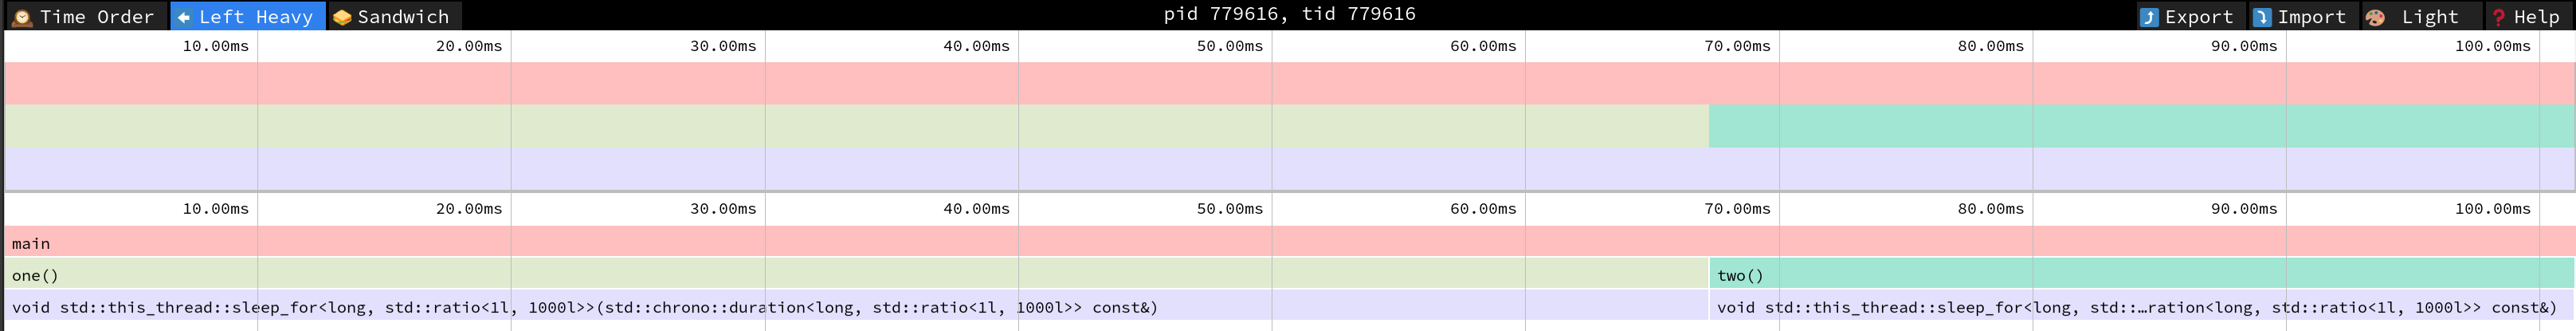 Time Order Left Heavy Sandwich pid 779616, tid 779616 Export Import Light Help
10.00ms 20.00ms 30.00ms 40.00ms 50.00ms 60.00ms 70.00ms 80.00ms 90.00ms 100.00ms
10.00ms 20.00ms 30.00ms 40.00ms 50.00ms 60.00ms 70.00ms 80.00ms 90.00ms 100.00ms
main
one() two()
void std::this_thread::sleep_for<long, std::ratio<1l, 1000l>>(std::chrono::duration<long, std::ratio<1l, 1000l>> const&) void std::this_thread::sleep_for<long, std::…ration<long, std::ratio<1l, 1000l>> const&)